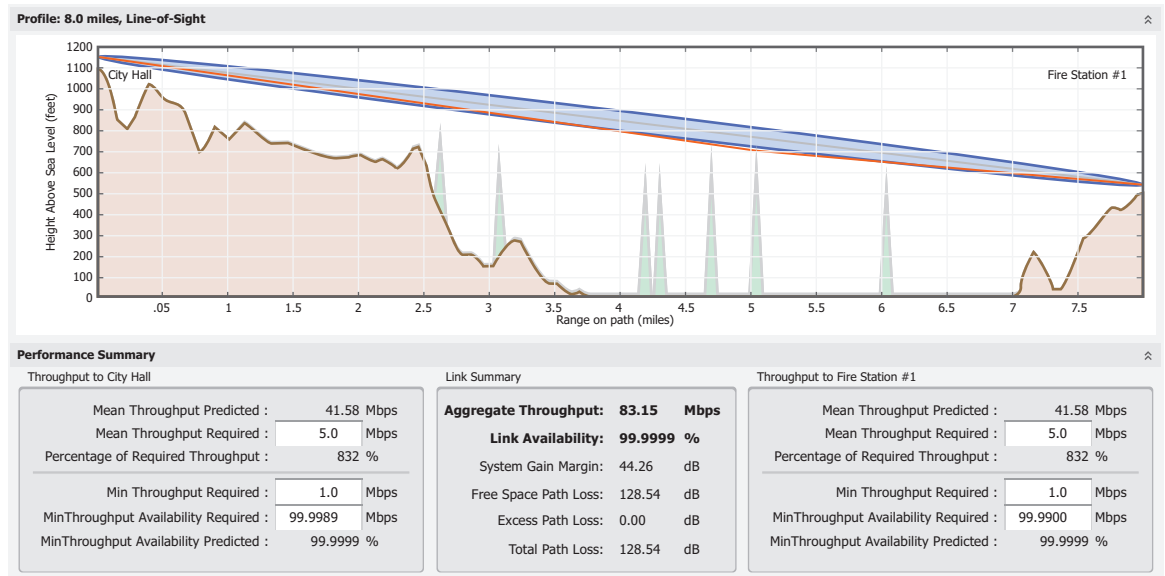 Profile: 8.0 miles, Line-of-Sight
Height Above Sea Level (feet)
1200
1100
1000
900
800
700
600
500
400
300
200
100
0
City Hall
Fire Station #1
.05 1 1.5 2 2.5 3 3.5 4 4.5 5 5.5 6 6.5 7 7.5
Range on path (miles)
Performance Summary
Throughput to City Hall
Mean Throughput Predicted : 41.58 Mbps
Mean Throughput Required : 5.0 Mbps
Percentage of Required Throughput : 832 %
Min Throughput Required : 1.0 Mbps
MinThroughput Availability Required : 99.9989 Mbps
MinThroughput Availability Predicted : 99.9999 %
Link Summary
Aggregate Throughput: 83.15 Mbps
Link Availability: 99.9999 %
System Gain Margin: 44.26 dB
Free Space Path Loss: 128.54 dB
Excess Path Loss: 0.00 dB
Total Path Loss: 128.54 dB
Throughput to Fire Station #1
Mean Throughput Predicted : 41.58 Mbps
Mean Throughput Required : 5.0 Mbps
Percentage of Required Throughput : 832 %
Min Throughput Required : 1.0 Mbps
MinThroughput Availability Required : 99.9900 Mbps
MinThroughput Availability Predicted : 99.9999 %